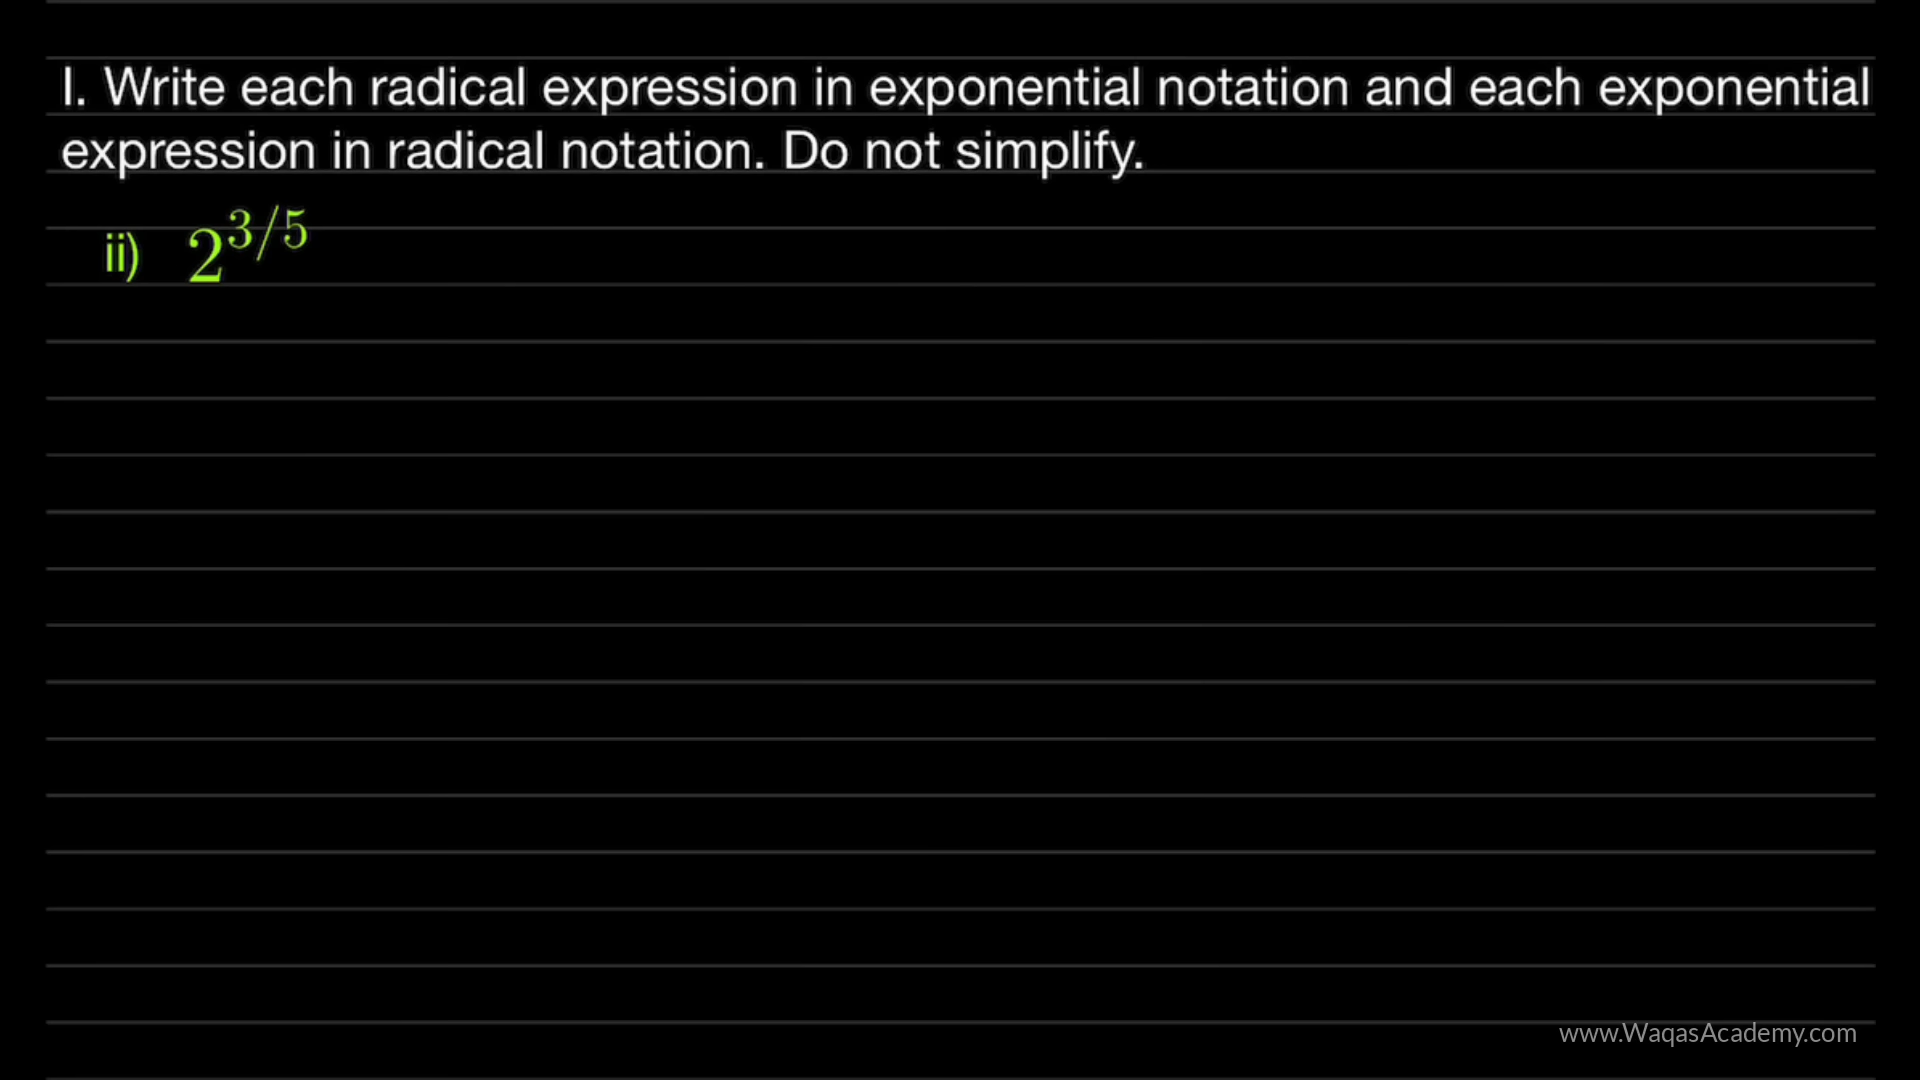 I. Write each radical expression in exponential notation and each exponential
expression in radical notation. Do not simplify.
ii) 2^{3/5}
www.WaqasAcademy.com